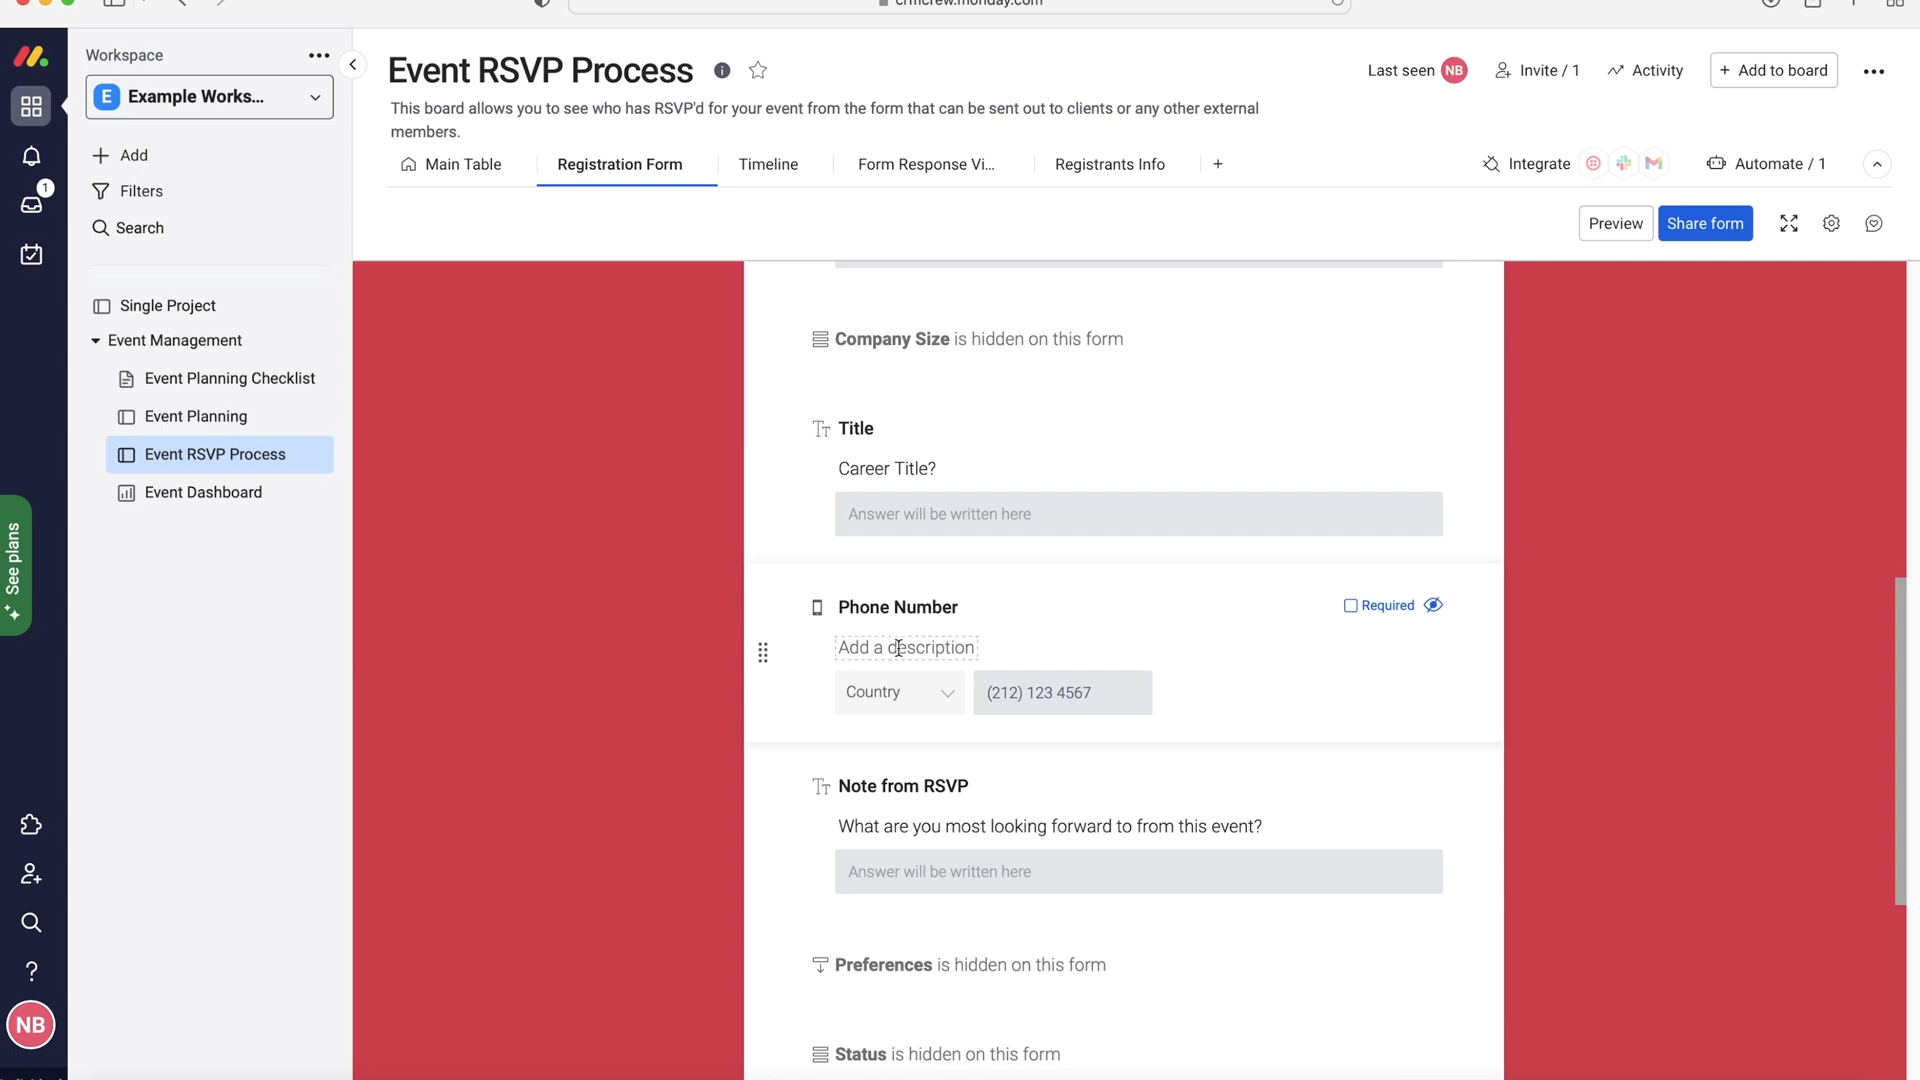 crmcrew.monday.com
Workspace
E Example Works...
Add
Filters
Search
1
Single Project
Event Management
Event Planning Checklist
Event Planning
Event RSVP Process
Event Dashboard
See plans
NB
Event RSVP Process
Last seen NB
Invite / 1
Activity
+ Add to board
This board allows you to see who has RSVP'd for your event from the form that can be sent out to clients or any other external
members.
Main Table
Registration Form
Timeline
Form Response Vi...
Registrants Info
+
Integrate
Automate / 1
Preview
Share form
Company Size is hidden on this form
Title
Career Title?
Answer will be written here
Phone Number
Required
Add a description
Country
(212) 123 4567
Note from RSVP
What are you most looking forward to from this event?
Answer will be written here
Preferences is hidden on this form
Status is hidden on this form